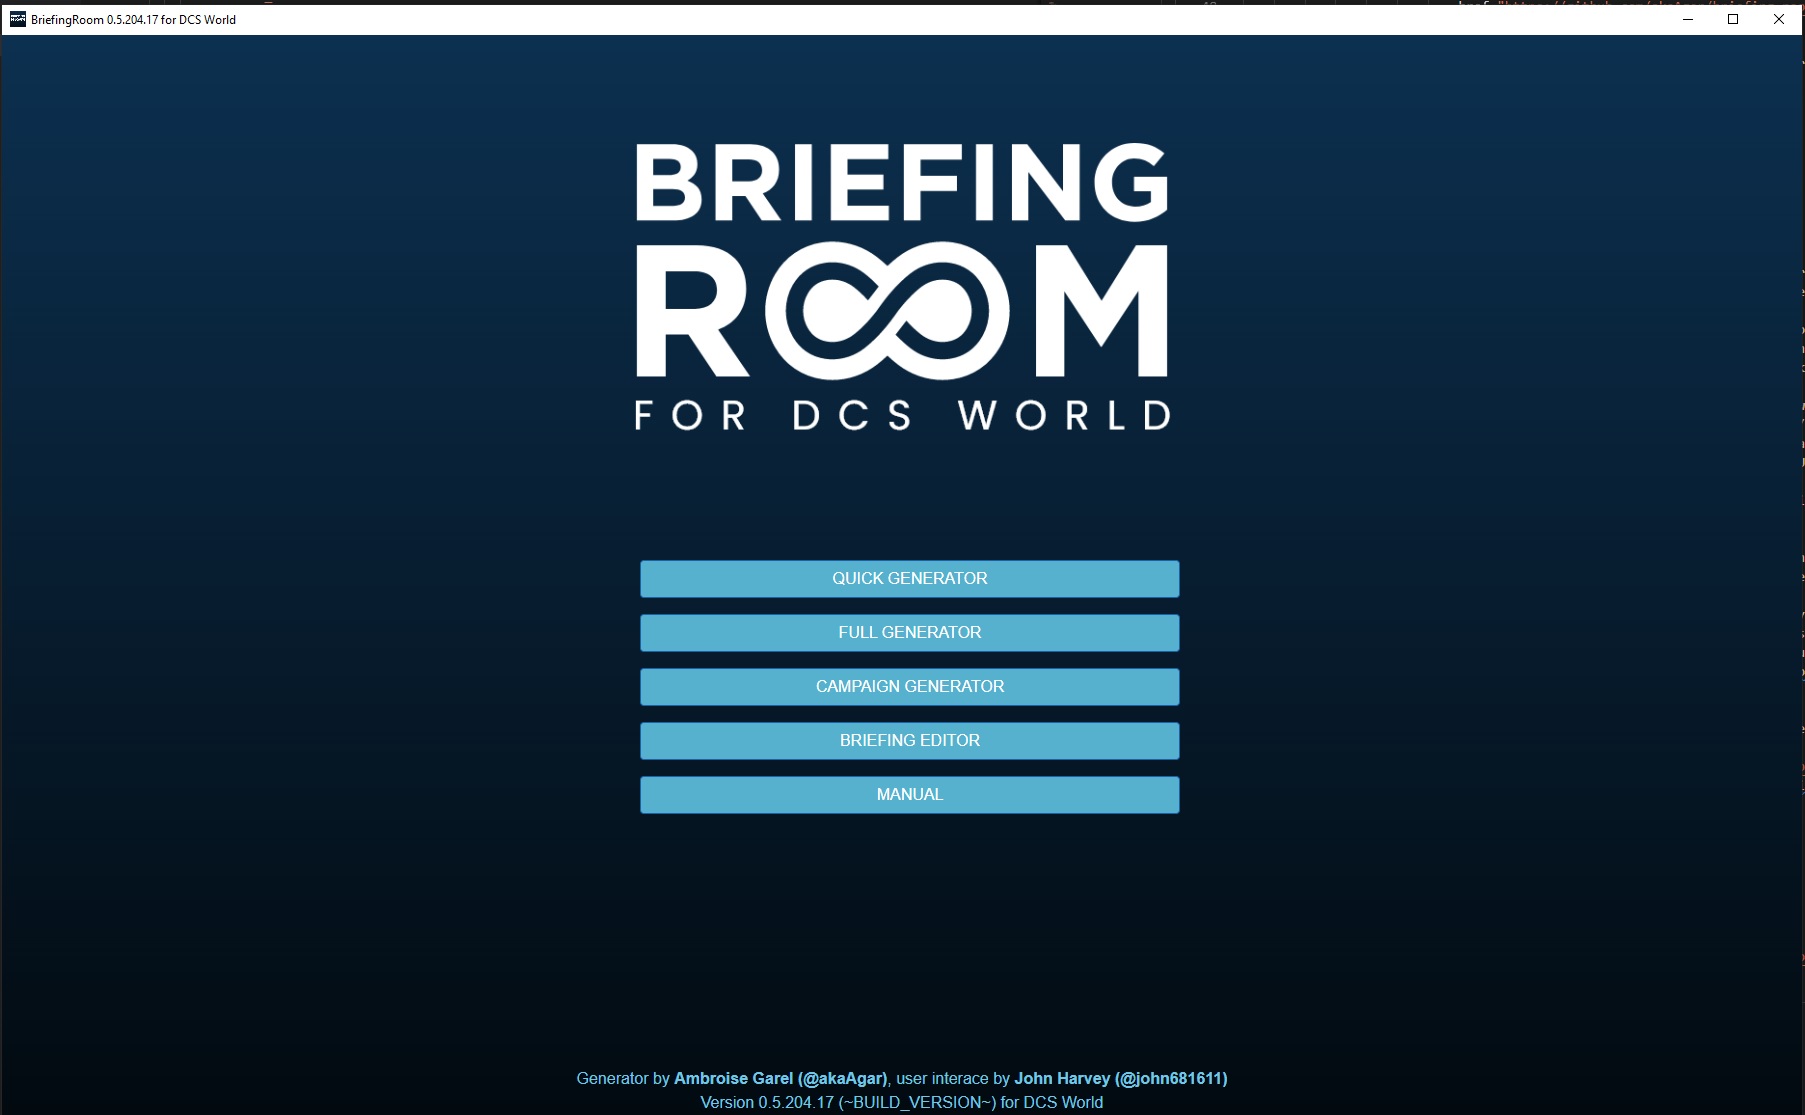 BriefingRoom 0.5.204.17 for DCS World
BRIEFING
ROOM
FOR DCS WORLD
QUICK GENERATOR
FULL GENERATOR
CAMPAIGN GENERATOR
BRIEFING EDITOR
MANUAL
Generator by Ambroise Garel (@akaAgar), user interace by John Harvey (@john681611)
Version 0.5.204.17 (~BUILD_VERSION~) for DCS World